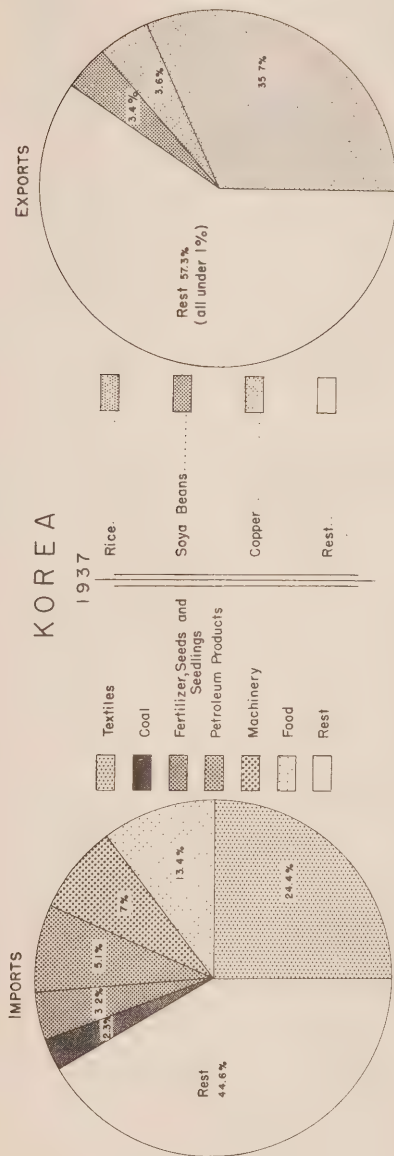 KOREA
1937
IMPORTS
2.3%
3.2%
5.1%
7%
13.4%
24.4%
Rest
44.6%
Textiles
Coal
Fertilizer, Seeds and
Seedlings
Petroleum Products
Machinery
Food
Rest
Rice.
Soya Beans........
Copper .
Rest..
EXPORTS
3.4%
3.6%
35.7%
Rest 57.3%
(all under 1%)